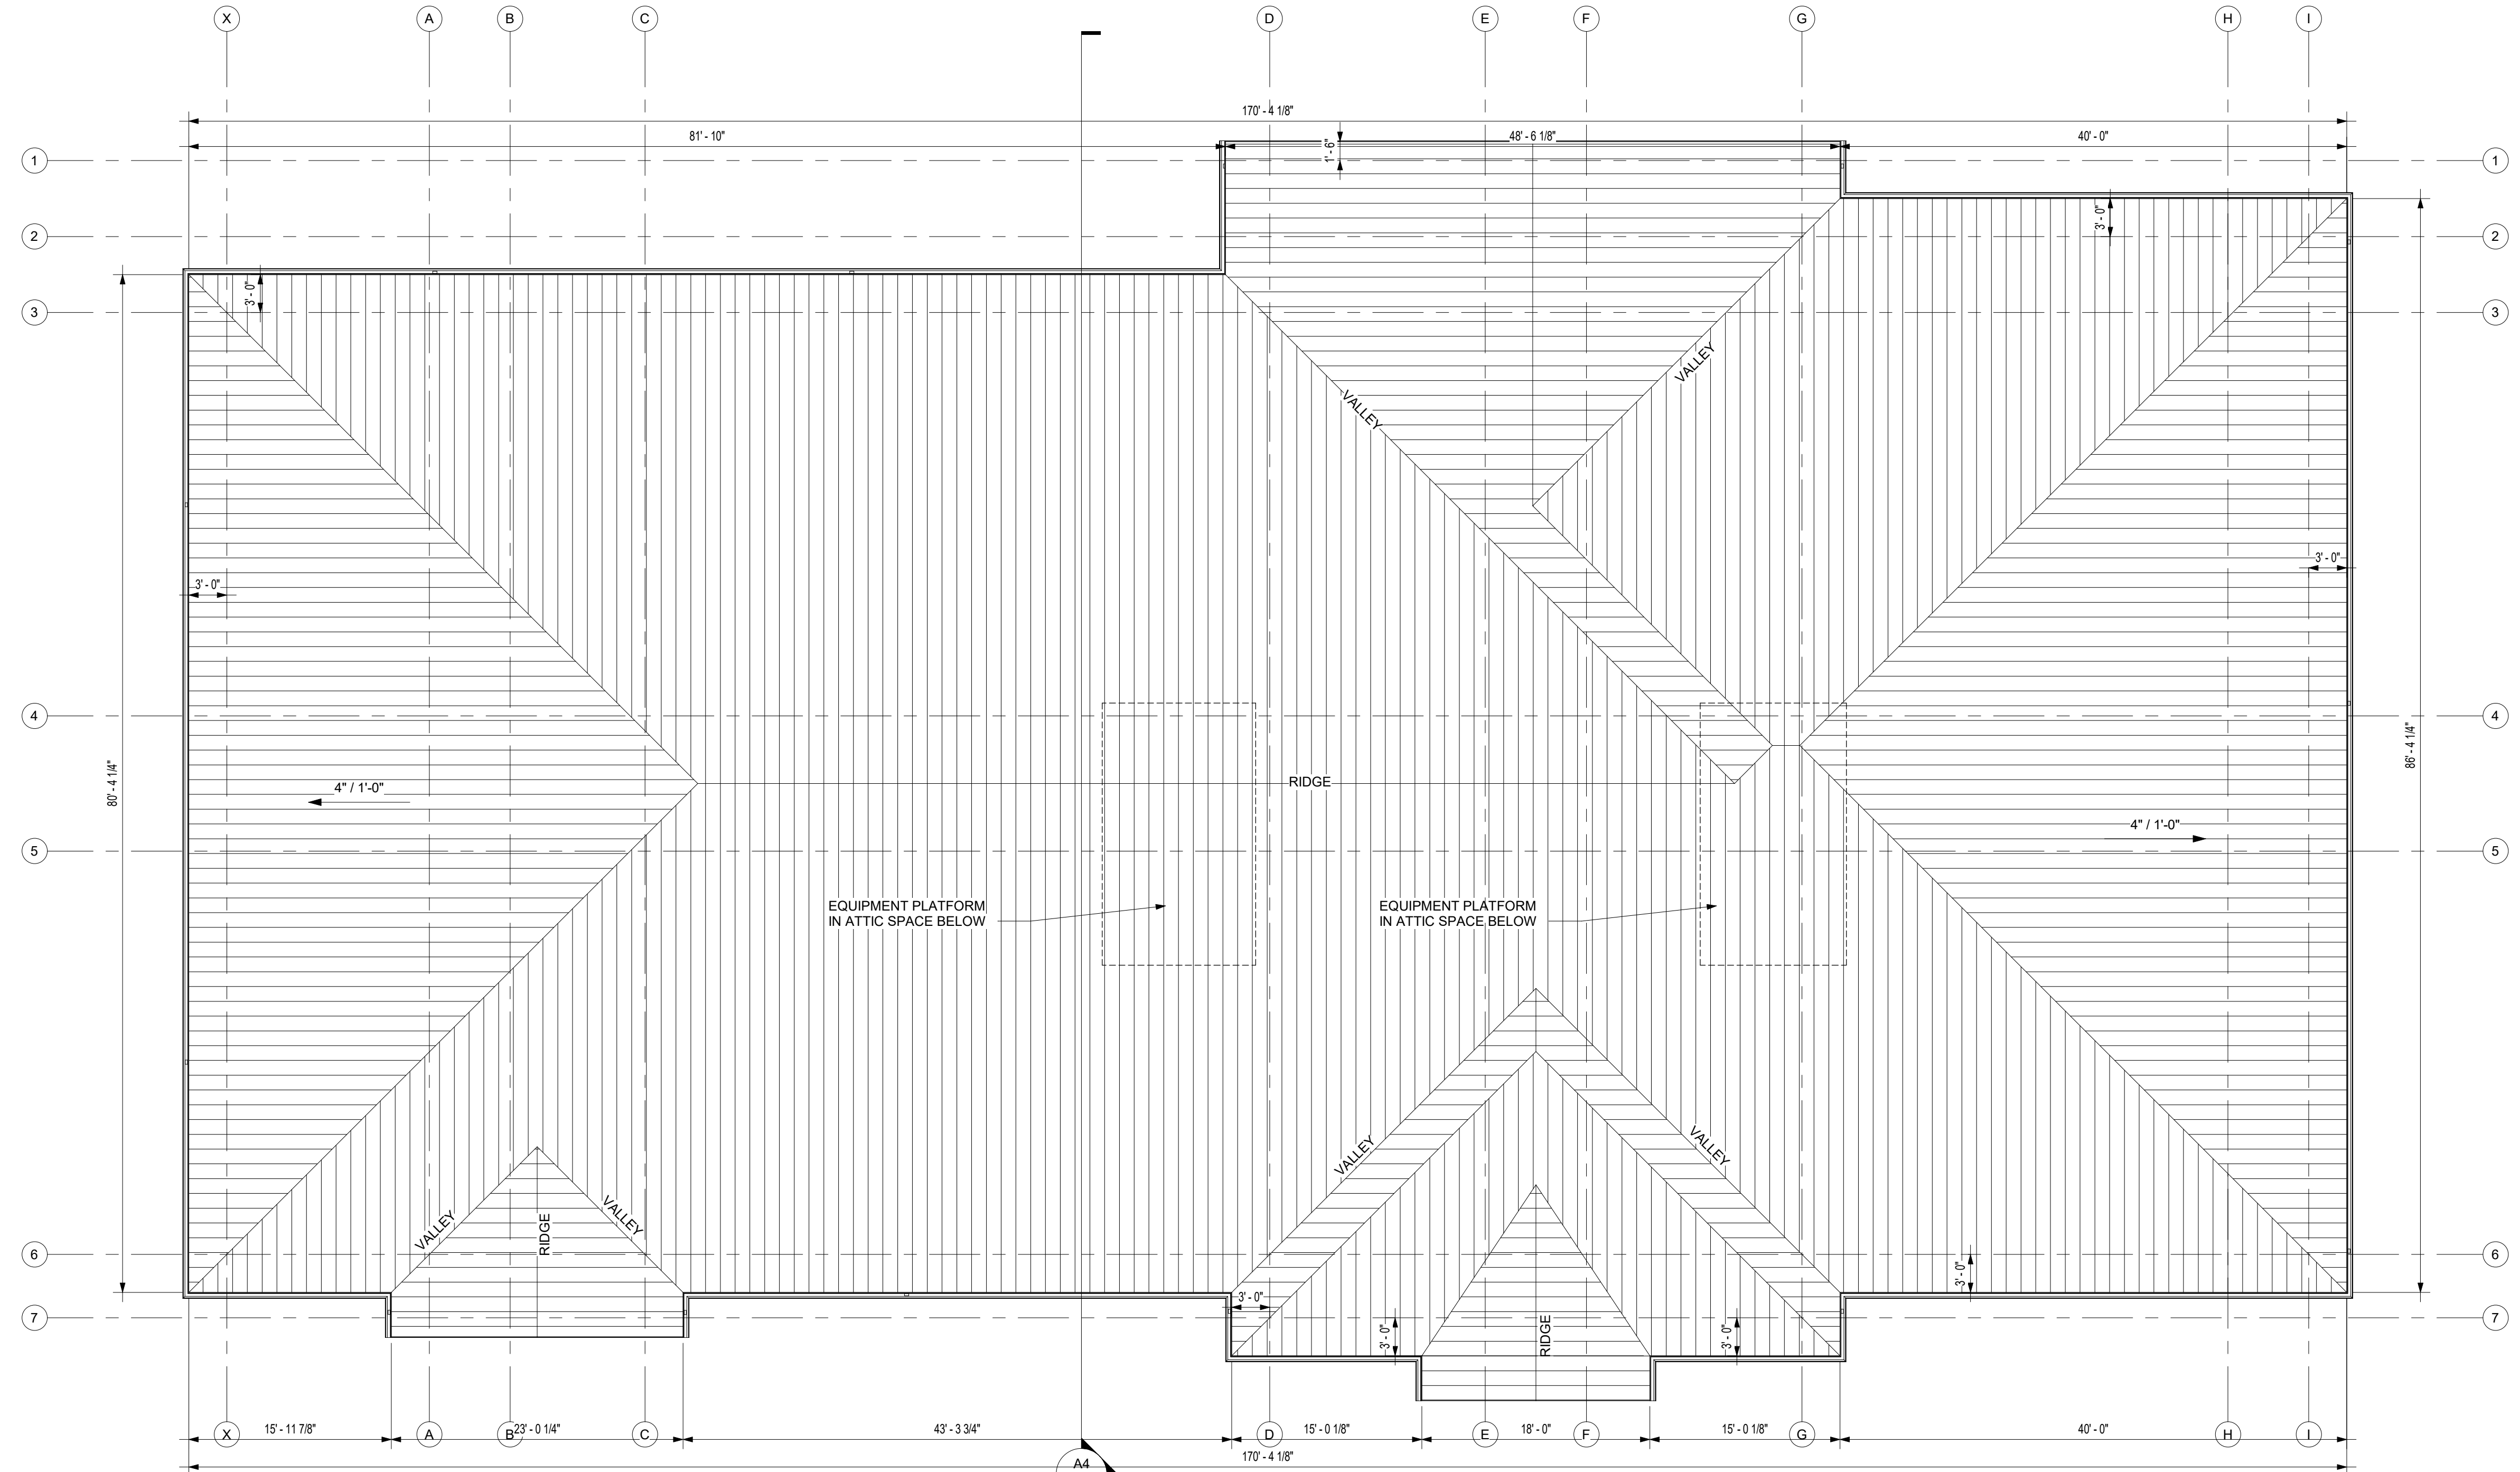 X A B C D E F G H I
170' - 4 1/8"
81' - 10" 48' - 6 1/8" 40' - 0"
1 1' - 6" 1
2 3' - 0" 2
3 3' - 0" 3
VALLEY
VALLEY
3' - 0"
3' - 0"
4 4
80' - 4 1/4"
86' - 4 1/4"
RIDGE
4" / 1'-0"
4" / 1'-0"
5 5
EQUIPMENT PLATFORM
IN ATTIC SPACE BELOW
EQUIPMENT PLATFORM
IN ATTIC SPACE BELOW
VALLEY
VALLEY
VALLEY
RIDGE
VALLEY
6 3' - 0" 6
3' - 0"
7 3' - 0" RIDGE 3' - 0" 7
15' - 11 7/8" 23' - 0 1/4" 43' - 3 3/4" 15' - 0 1/8" 18' - 0" 15' - 0 1/8" 40' - 0"
X A B C D E F G H I
170' - 4 1/8"
A4